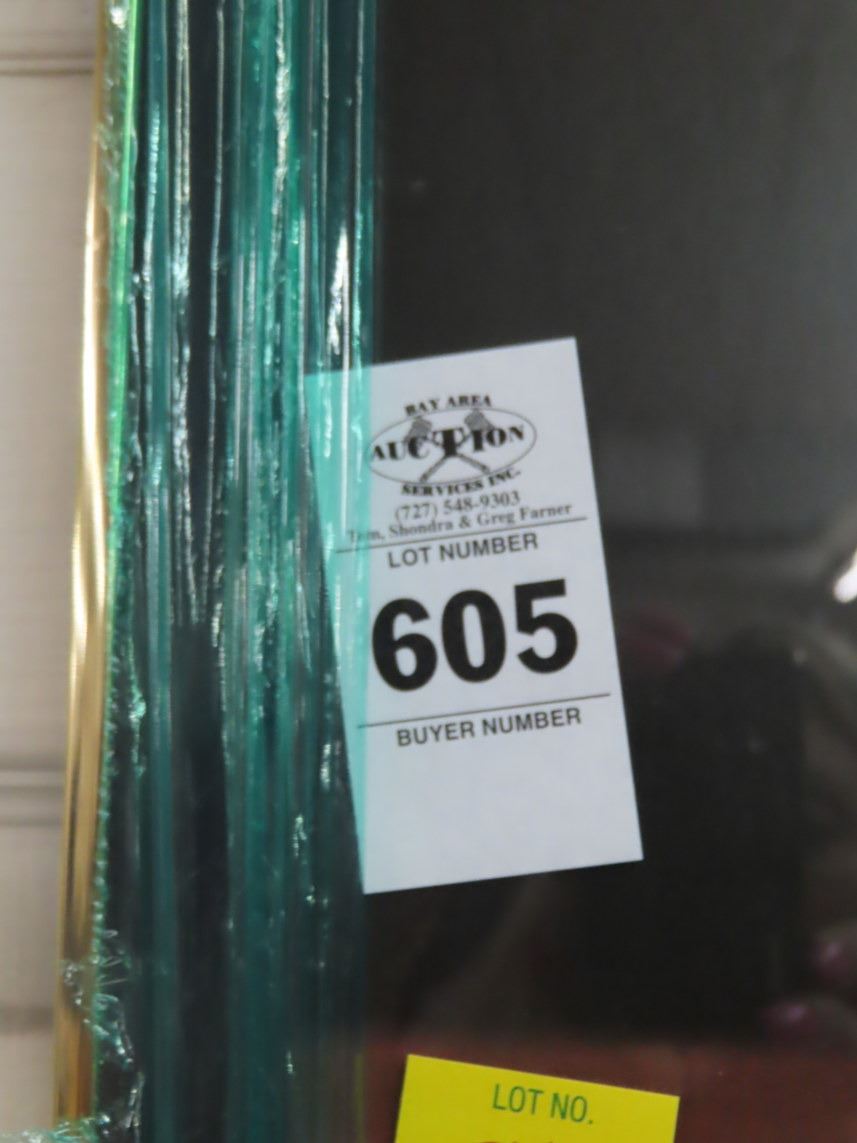 BAY AREA
AUCTION
SERVICES INC.
(727) 548-9303
Tom, Shondra & Greg Farner
LOT NUMBER
605
BUYER NUMBER
LOT NO.